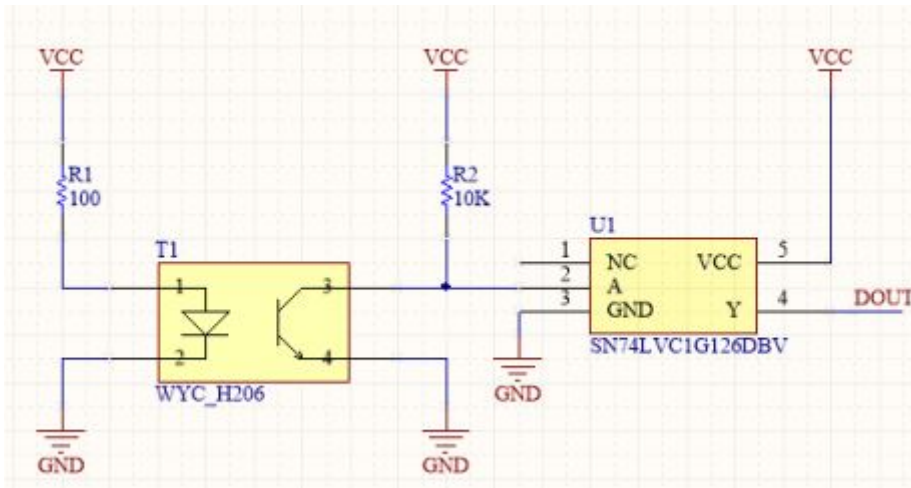 VCC
VCC
VCC
R1
100
R2
10K
T1
1
3
2
4
WYC_H206
U1
1
NC
VCC
5
2
A
3
GND
Y
4
DOUT
SN74LVC1G126DBV
GND
GND
GND